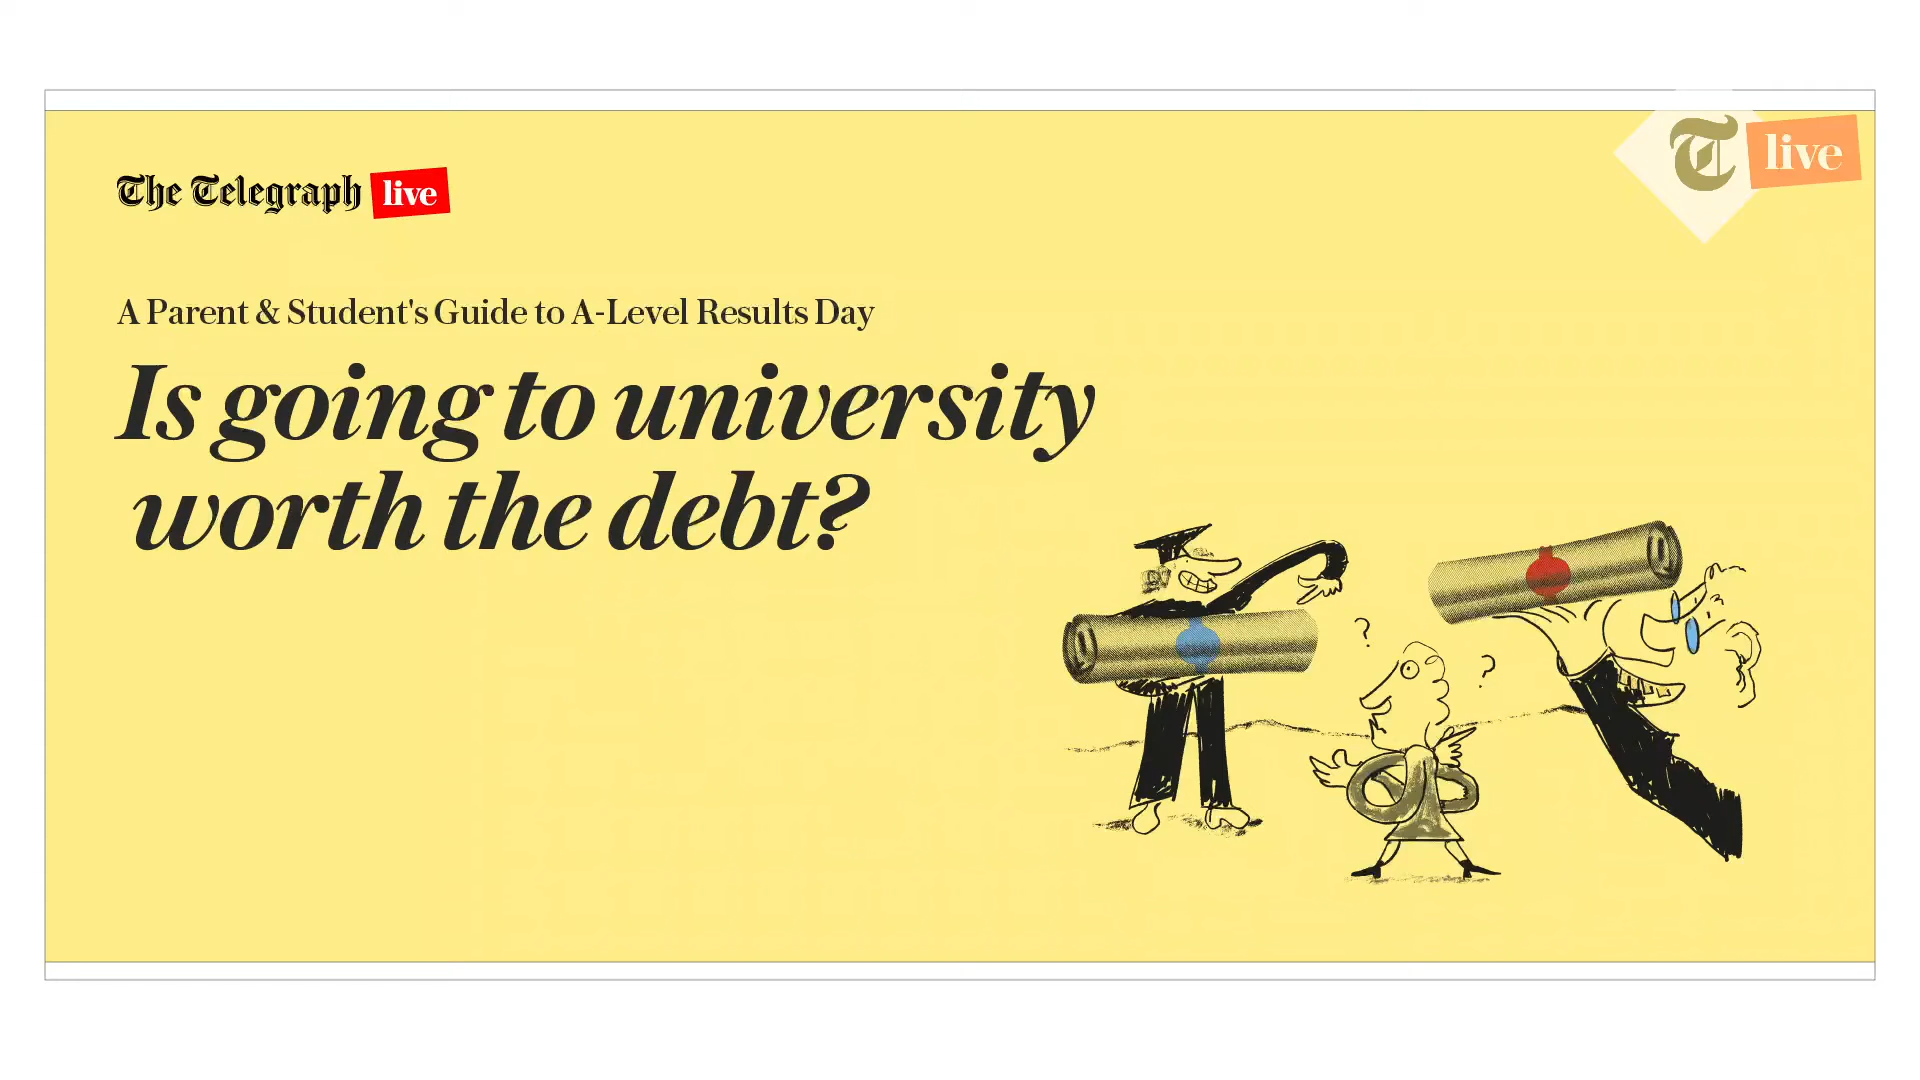 The Telegraph live
T live
A Parent & Student's Guide to A-Level Results Day
Is going to university
worth the debt?
?
?